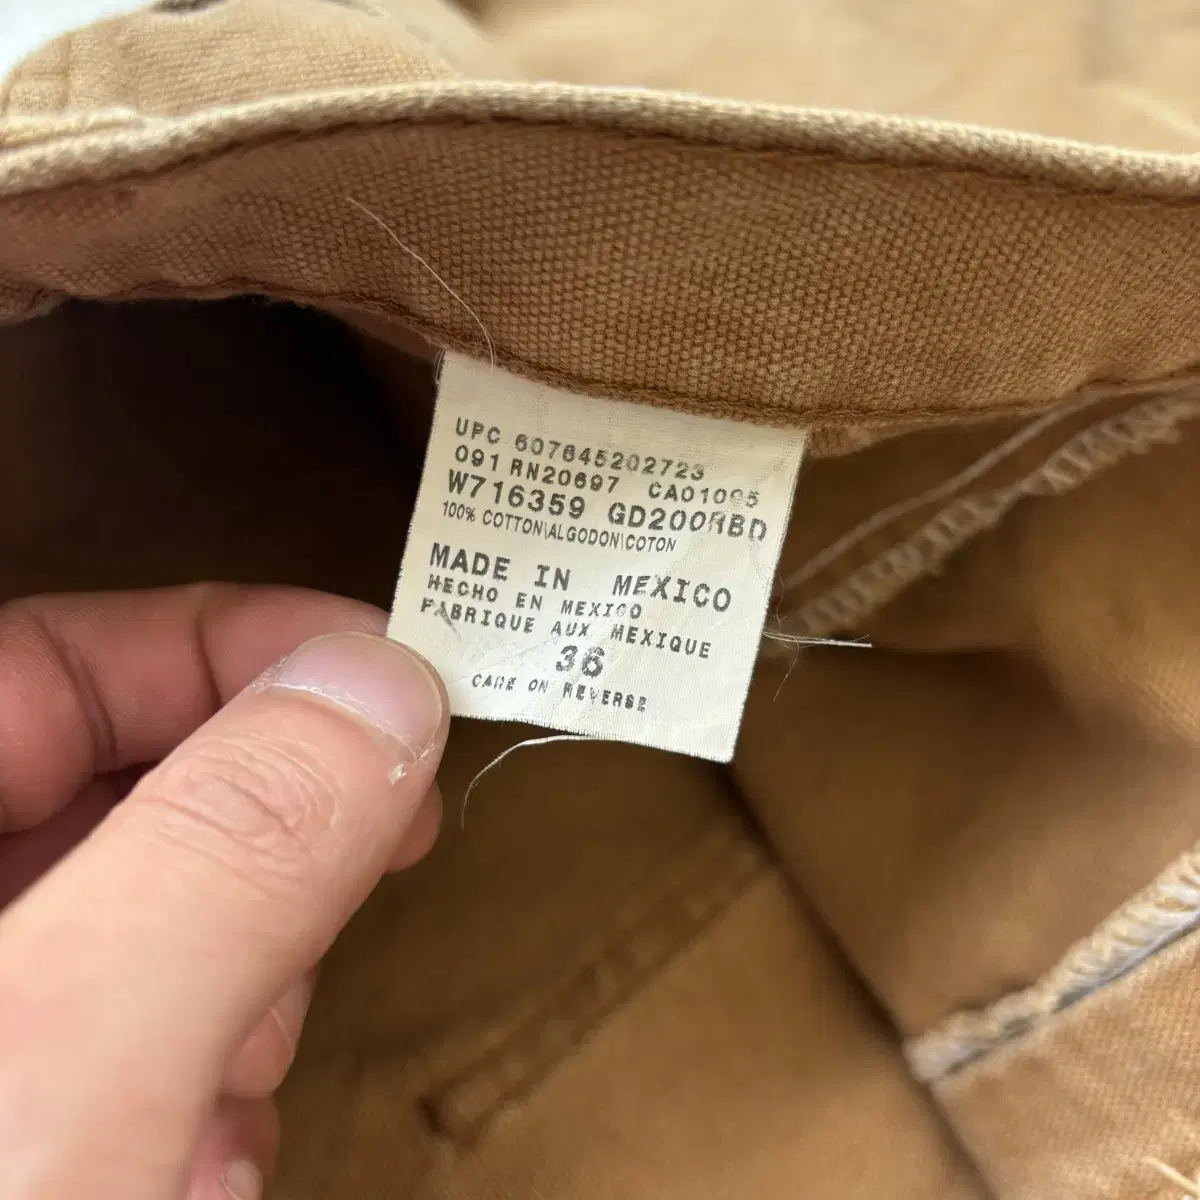 UPC 607645202723
091 RN20697 CA01095
W716359 GD200RBD
100% COTTON\ALGODON\COTON
MADE IN MEXICO
HECHO EN MEXICO
FABRIQUE AUX MEXIQUE
36
CARE ON REVERSE